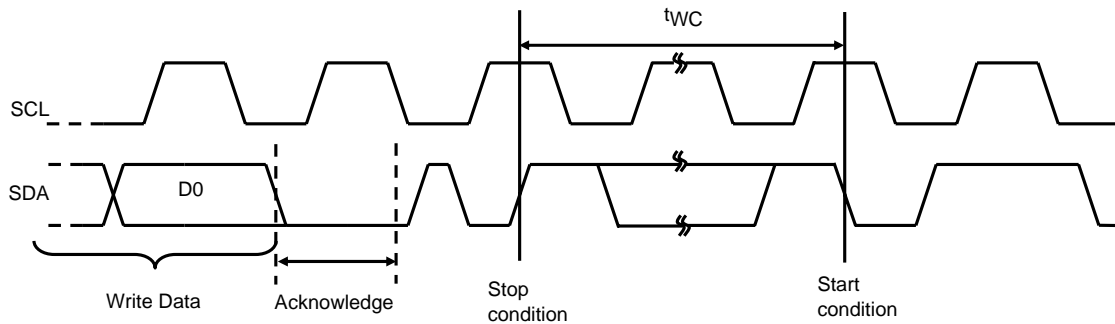 tWC
SCL
SDA
D0
Write Data
Acknowledge
Stop
condition
Start
condition